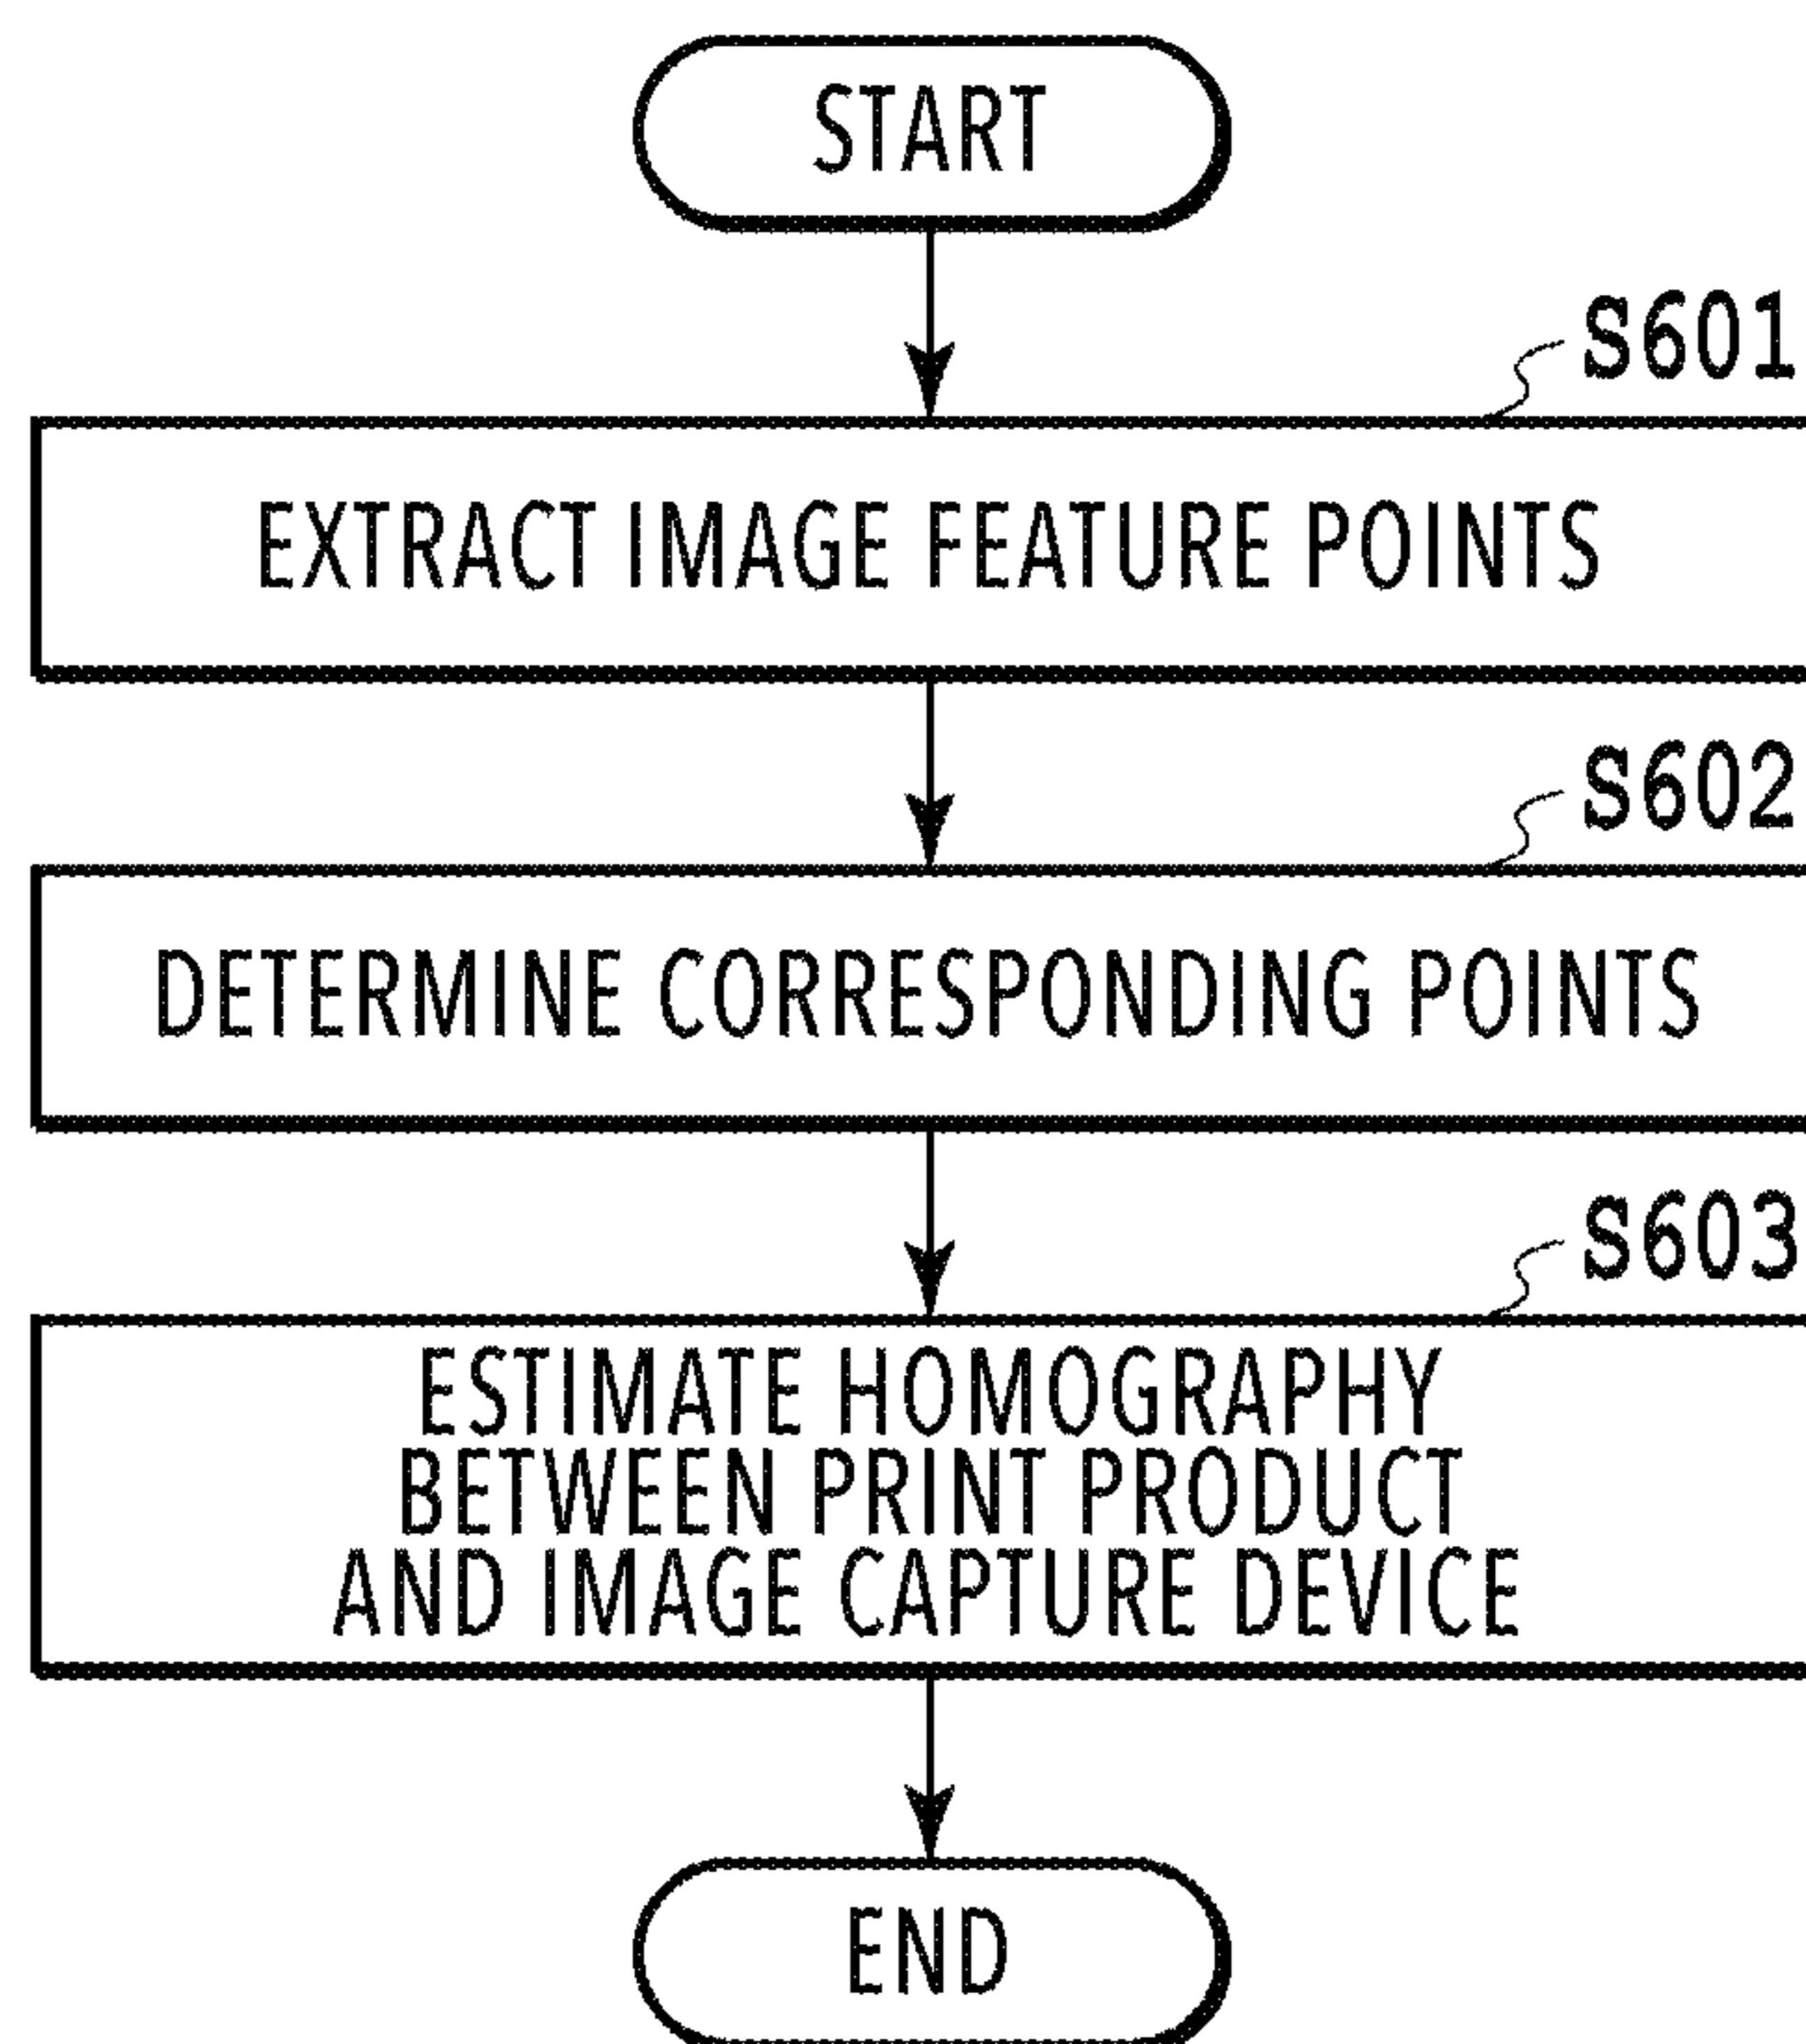 START
S601
EXTRACT IMAGE FEATURE POINTS
S602
DETERMINE CORRESPONDING POINTS
S603
ESTIMATE HOMOGRAPHY
BETWEEN PRINT PRODUCT
AND IMAGE CAPTURE DEVICE
END